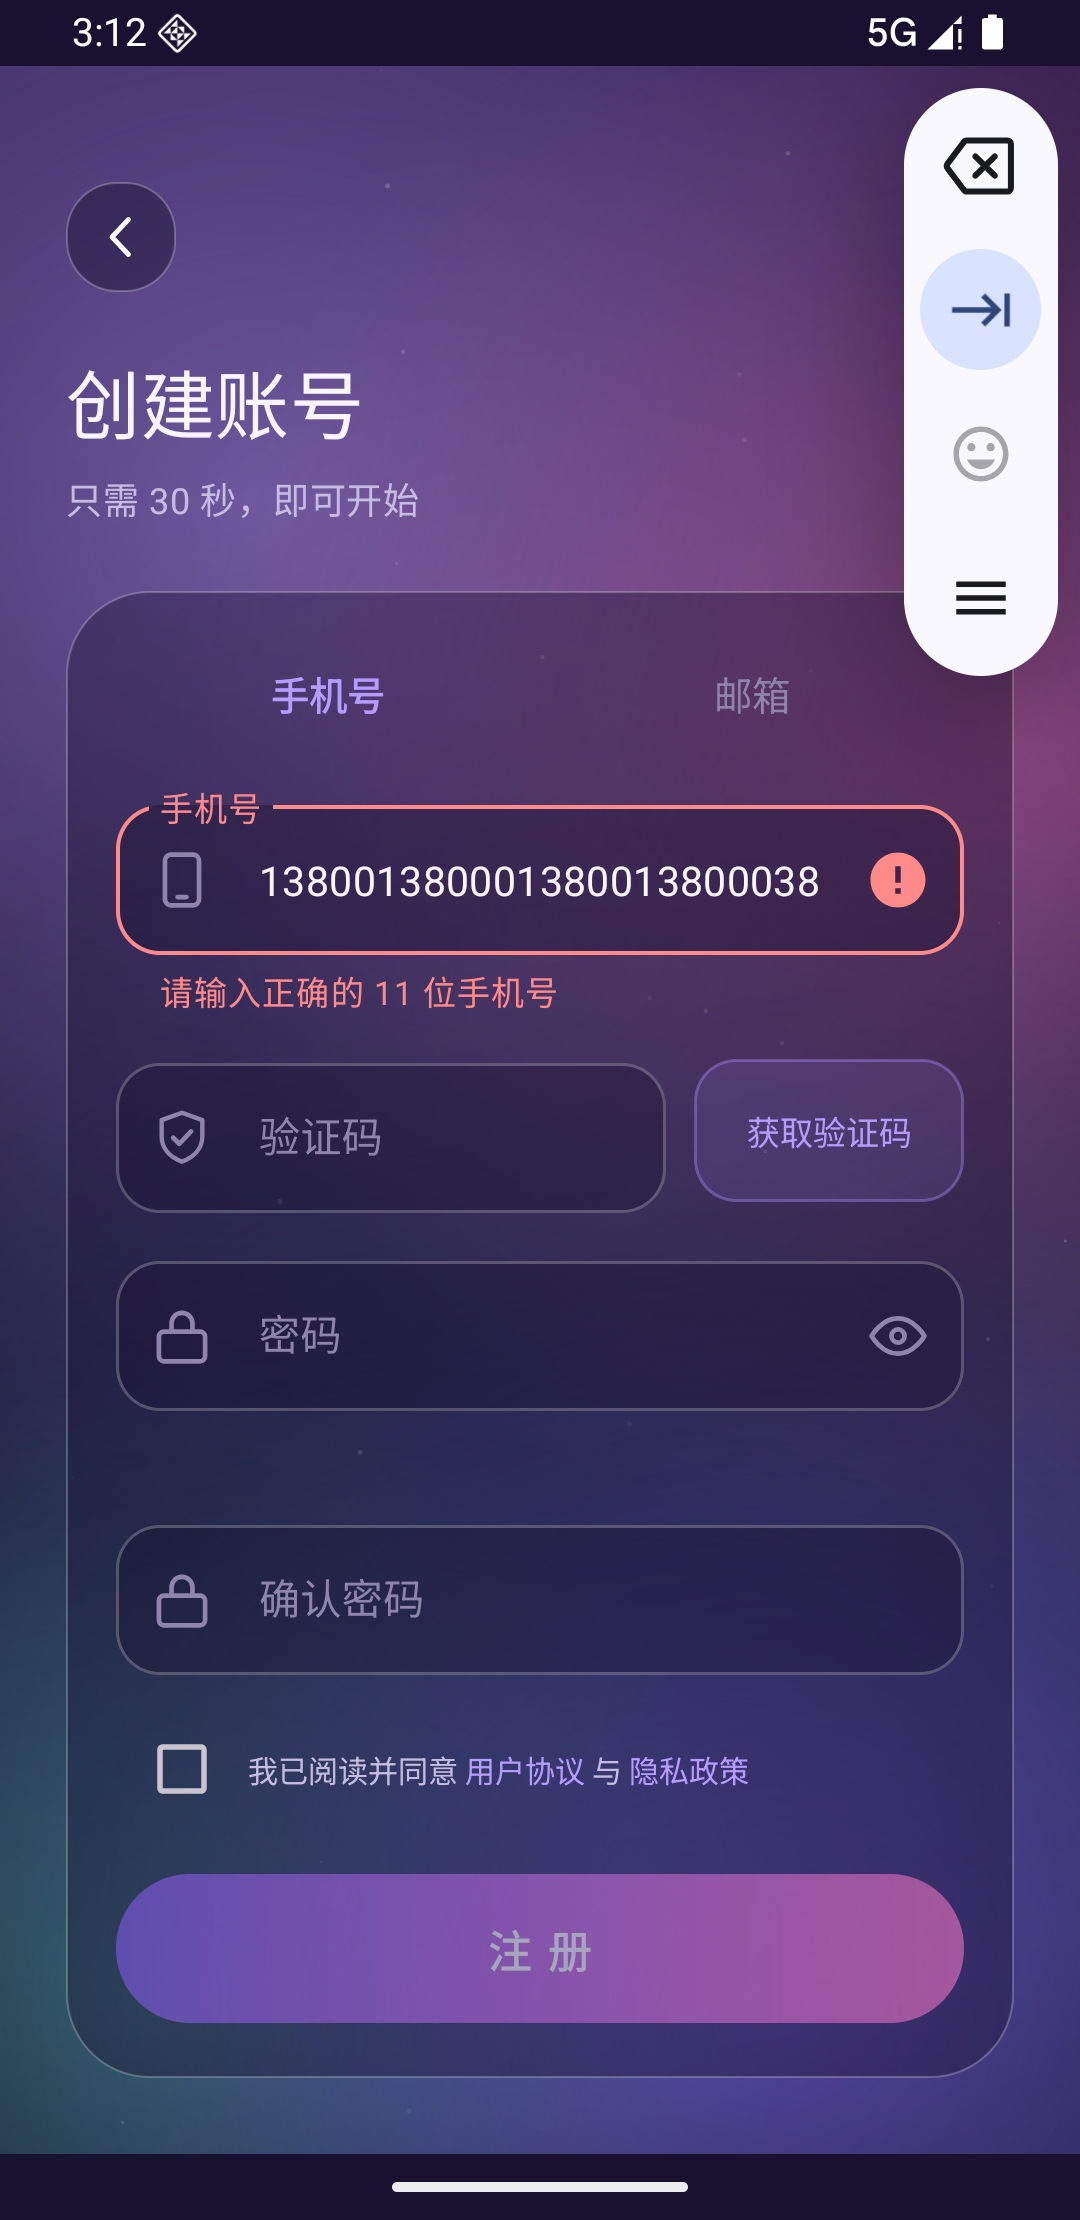 3:12
5G
创建账号
只需 30 秒，即可开始
手机号
邮箱
手机号
138001380001380013800038
请输入正确的 11 位手机号
验证码
获取验证码
密码
确认密码
我已阅读并同意 用户协议 与 隐私政策
注 册